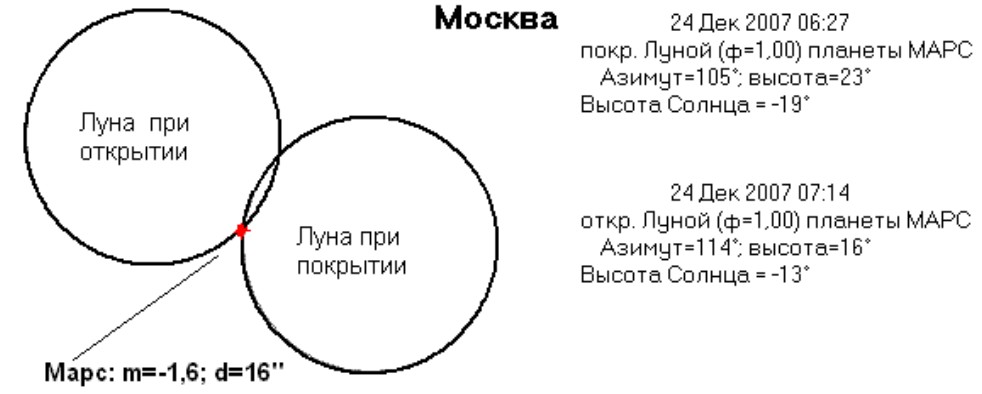 Москва
24 Дек 2007 06:27
покр. Луной (ф=1,00) планеты МАРС
Азимут=105°; высота=23°
Высота Солнца = -19°
24 Дек 2007 07:14
откр. Луной (ф=1,00) планеты МАРС
Азимут=114°; высота=16°
Высота Солнца = -13°
Луна при
открытии
Луна при
покрытии
Марс: m=-1,6; d=16"